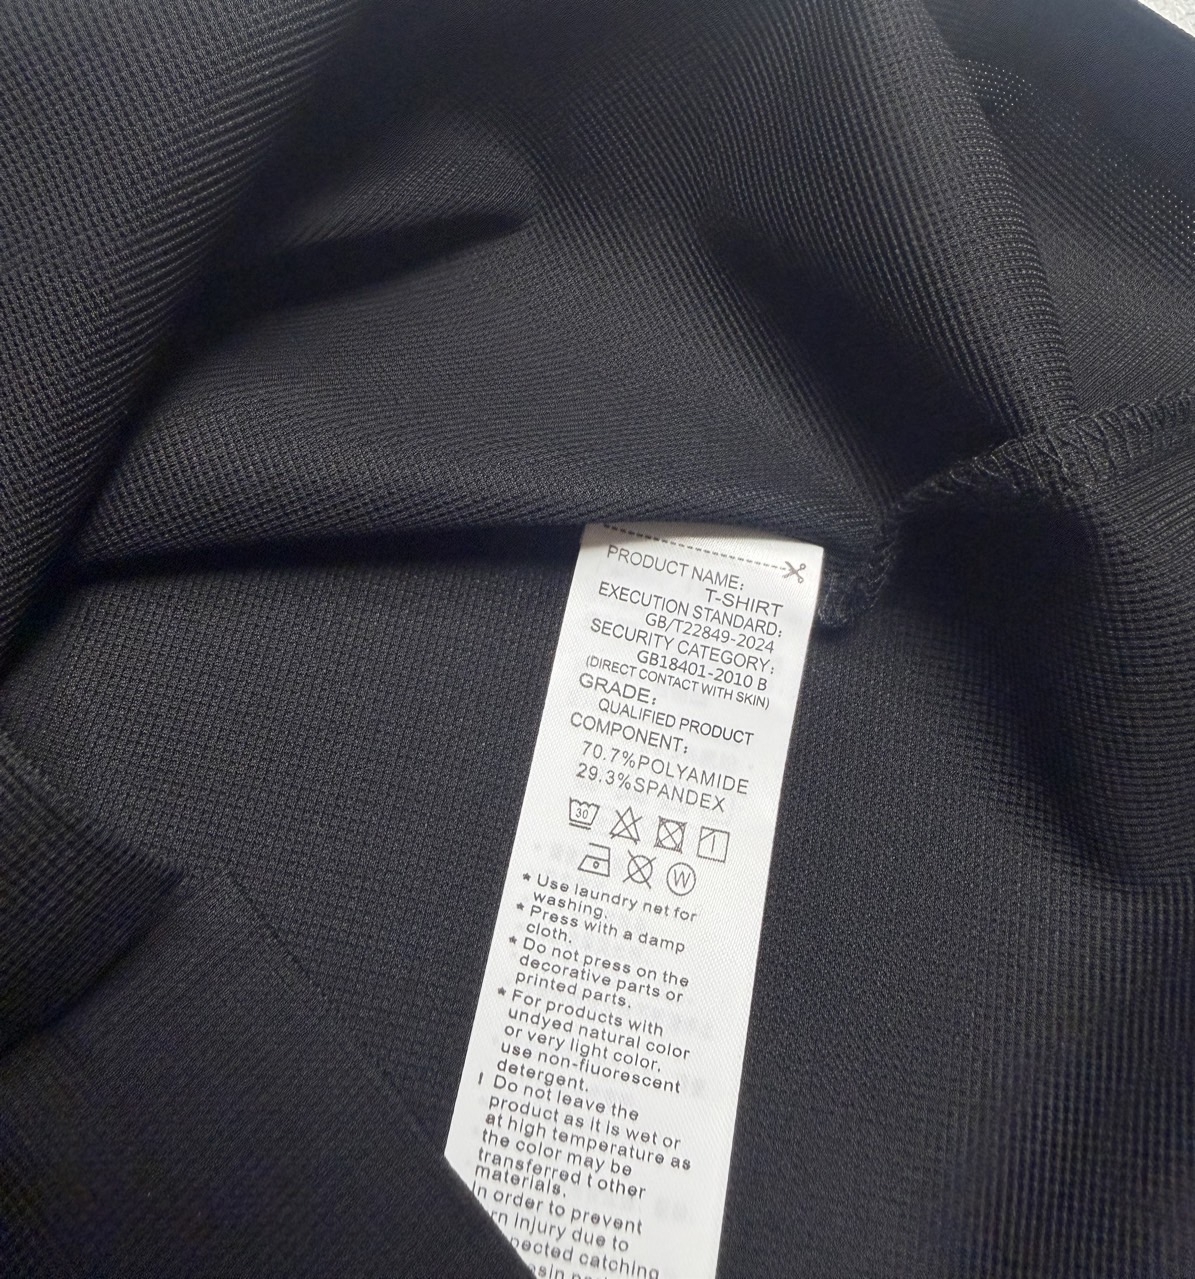 PRODUCT NAME:
T-SHIRT
EXECUTION STANDARD:
GB/T22849-2024
SECURITY CATEGORY:
GB18401-2010 B
(DIRECT CONTACT WITH SKIN)
GRADE:
QUALIFIED PRODUCT
COMPONENT:
70.7%POLYAMIDE
29.3%SPANDEX
30
W
* Use laundry net for
washing.
* Press with a damp
cloth.
* Do not press on the
decorative parts or
printed parts.
* For products with
undyed natural color
or very light color,
use non-fluorescent
detergent.
! Do not leave the
product as it is wet or
at high temperature as
the color may be
transferred t other
materials.
In order to prevent
rn injury due to
pected catching